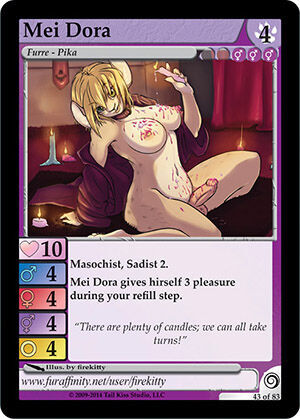 Mei Dora
4
Furre - Pika
10
4
4
4
4
Masochist, Sadist 2.
Mei Dora gives hirself 3 pleasure
during your refill step.
"There are plenty of candles; we can all
turns!"
Illus. by firekitty
www.furaffinity.net/user/firekitty
© 2009-2014 Tail Kiss Studio, LLC
43 of 83